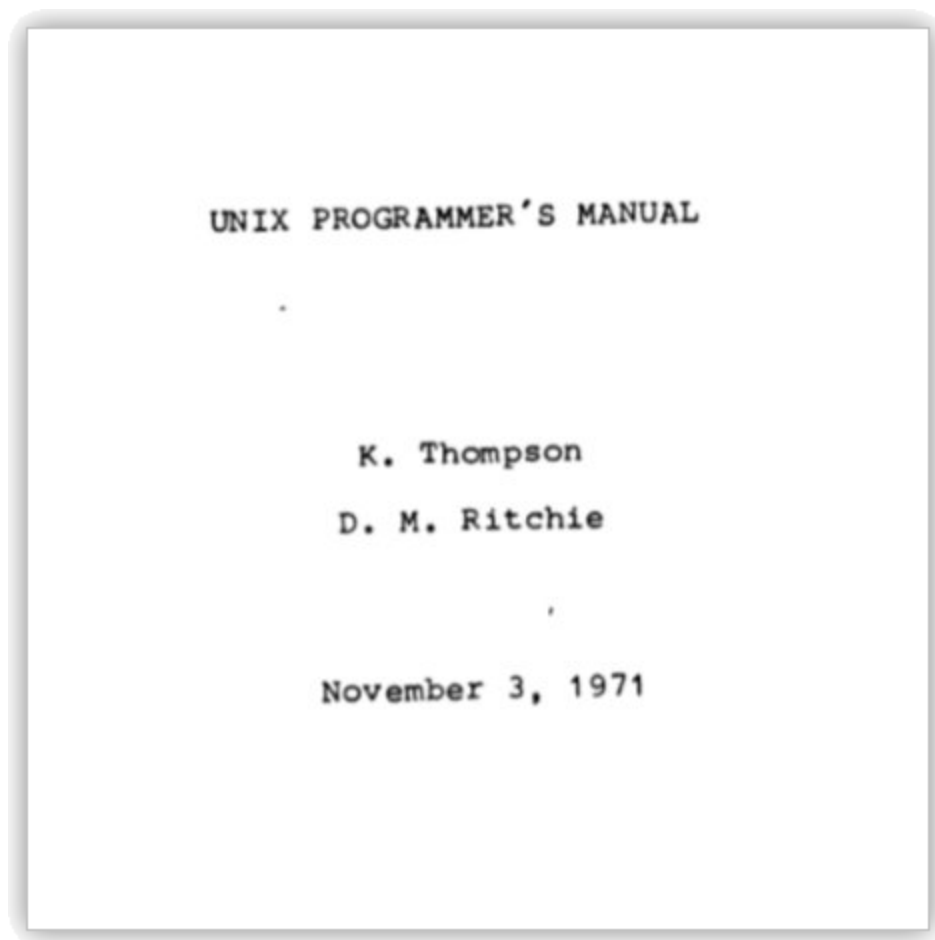 UNIX PROGRAMMER'S MANUAL
K. Thompson
D. M. Ritchie
November 3, 1971